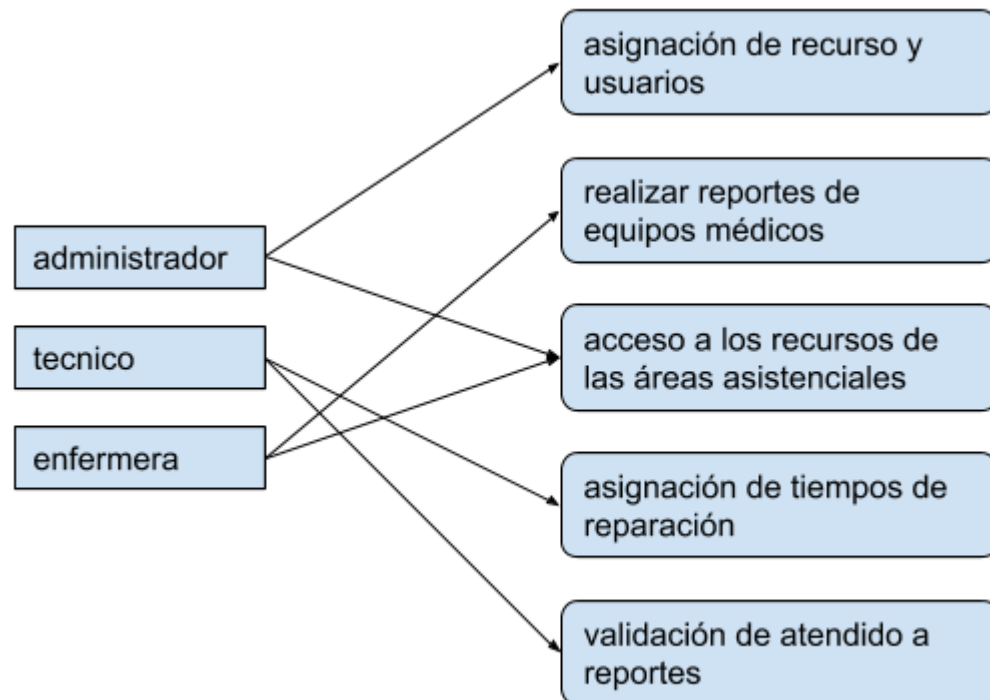 administrador
tecnico
enfermera
asignación de recurso y
usuarios
realizar reportes de
equipos médicos
acceso a los recursos de
las áreas asistenciales
asignación de tiempos de
reparación
validación de atendido a
reportes